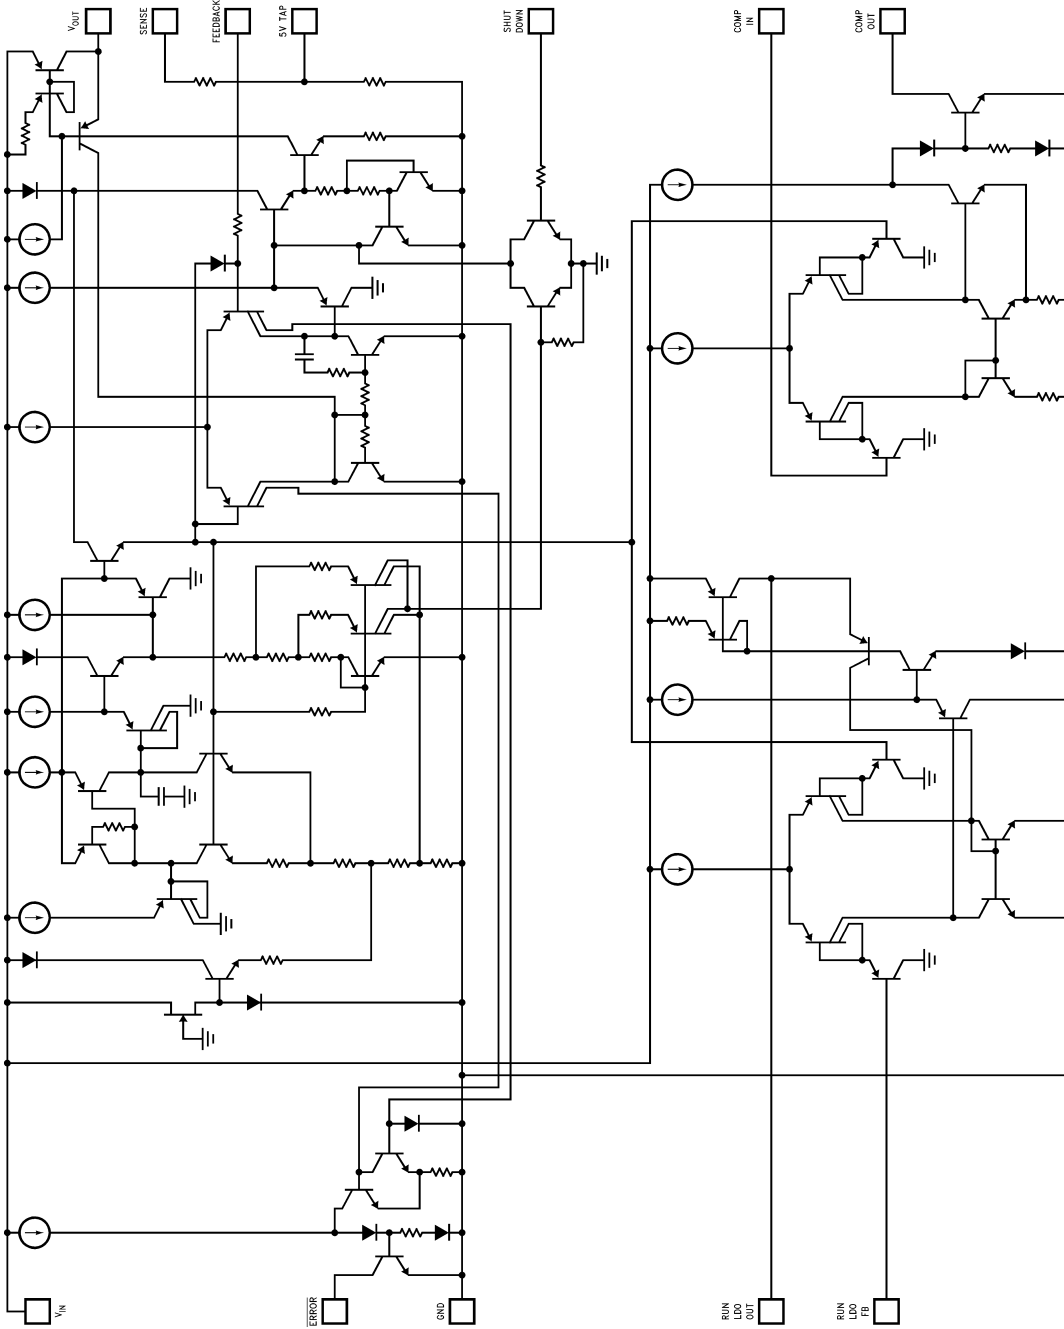 VOUT
SENSE
FEEDBACK
5V TAP
SHUT
DOWN
COMP
IN
COMP
OUT
VIN
ERROR
GND
RUN
LDO
OUT
RUN
LDO
FB